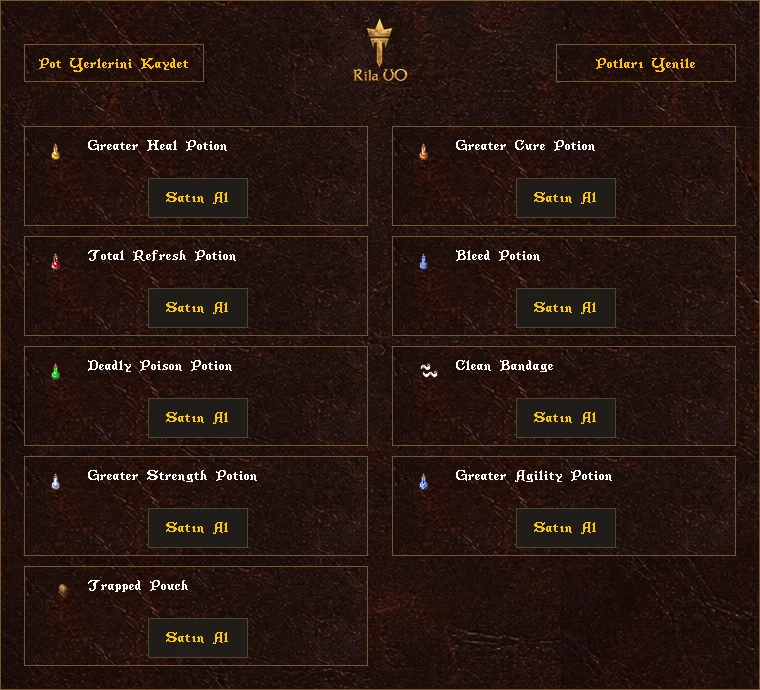 Pot Yerlerini Kaydet
Rila UO
Potları Yenile
Greater Heal Potion
Satın Al
Greater Cure Potion
Satın Al
Total Refresh Potion
Satın Al
Bleed Potion
Satın Al
Deadly Poison Potion
Satın Al
Clean Bandage
Satın Al
Greater Strength Potion
Satın Al
Greater Agility Potion
Satın Al
Trapped Pouch
Satın Al